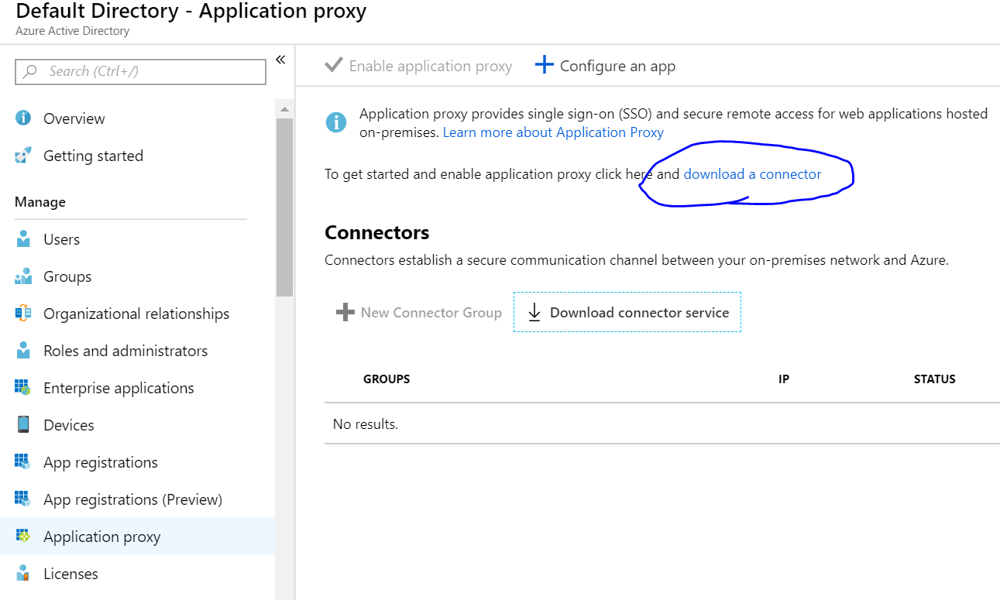 Default Directory - Application proxy
Azure Active Directory
Search (Ctrl+/)
«
Overview
Getting started
Manage
Users
Groups
Organizational relationships
Roles and administrators
Enterprise applications
Devices
App registrations
App registrations (Preview)
Application proxy
Licenses
Enable application proxy
Configure an app
Application proxy provides single sign-on (SSO) and secure remote access for web applications hosted
on-premises. Learn more about Application Proxy
To get started and enable application proxy click here and download a connector
Connectors
Connectors establish a secure communication channel between your on-premises network and Azure.
New Connector Group
Download connector service
GROUPS IP STATUS
No results.